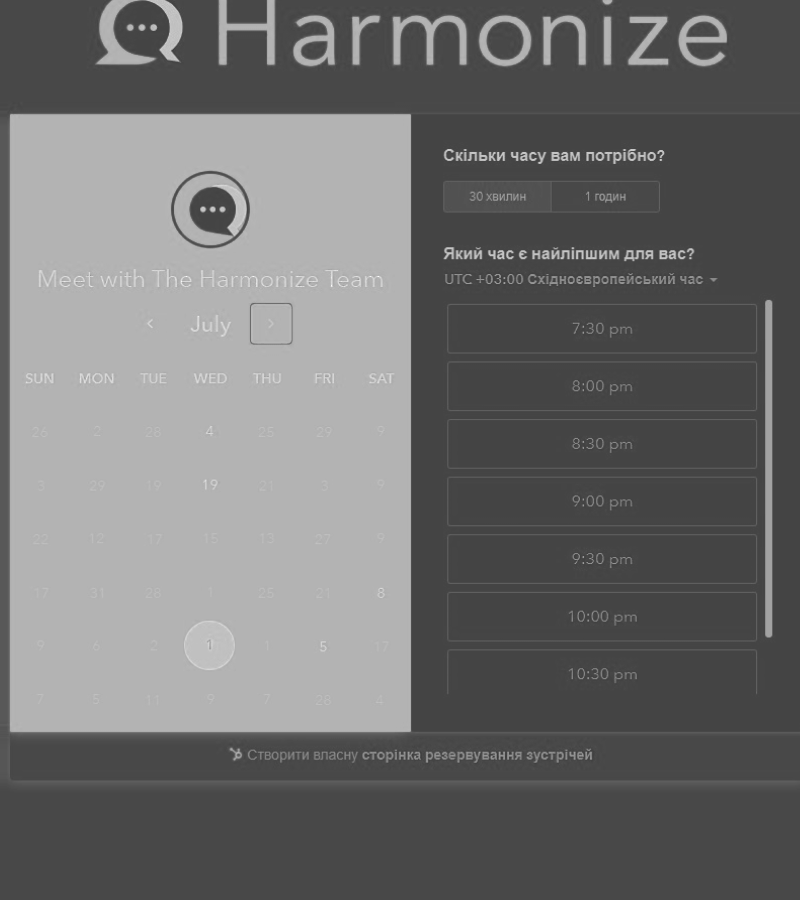 Harmonize
Meet with The Harmonize Team
July
SUN MON TUE WED THU FRI SAT
26 2 28 4 25 29 9
3 29 19 19 21 3 9
22 12 17 15 13 27 9
17 31 28 1 25 21 8
9 6 2 1 1 5 17
7 5 11 9 7 28 4
Скільки часу вам потрібно?
30 хвилин 1 годин
Який час є найліпшим для вас?
UTC +03:00 Східноєвропейський час
7:30 pm
8:00 pm
8:30 pm
9:00 pm
9:30 pm
10:00 pm
10:30 pm
Створити власну сторінка резервування зустрічей